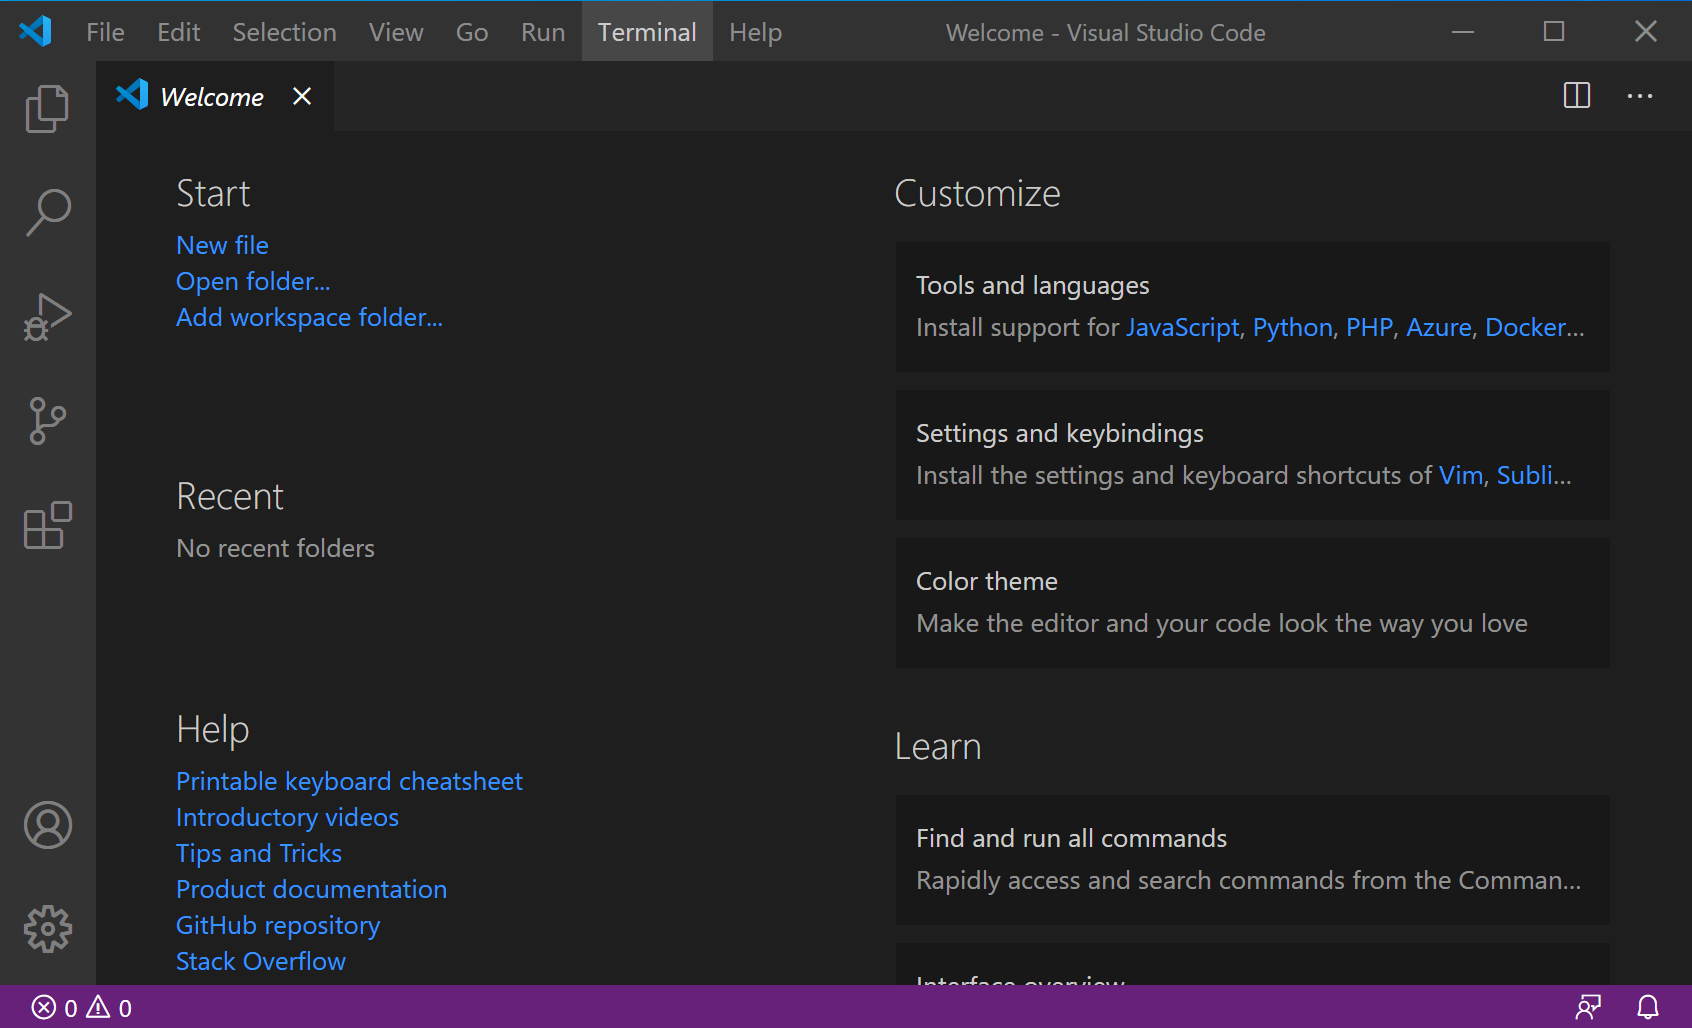 File Edit Selection View Go Run Terminal Help Welcome - Visual Studio Code
Welcome
Start
New file
Open folder...
Add workspace folder...
Recent
No recent folders
Help
Printable keyboard cheatsheet
Introductory videos
Tips and Tricks
Product documentation
GitHub repository
Stack Overflow
Customize
Tools and languages
Install support for JavaScript, Python, PHP, Azure, Docker...
Settings and keybindings
Install the settings and keyboard shortcuts of Vim, Subli...
Color theme
Make the editor and your code look the way you love
Learn
Find and run all commands
Rapidly access and search commands from the Comman...
Interface overview
0 0